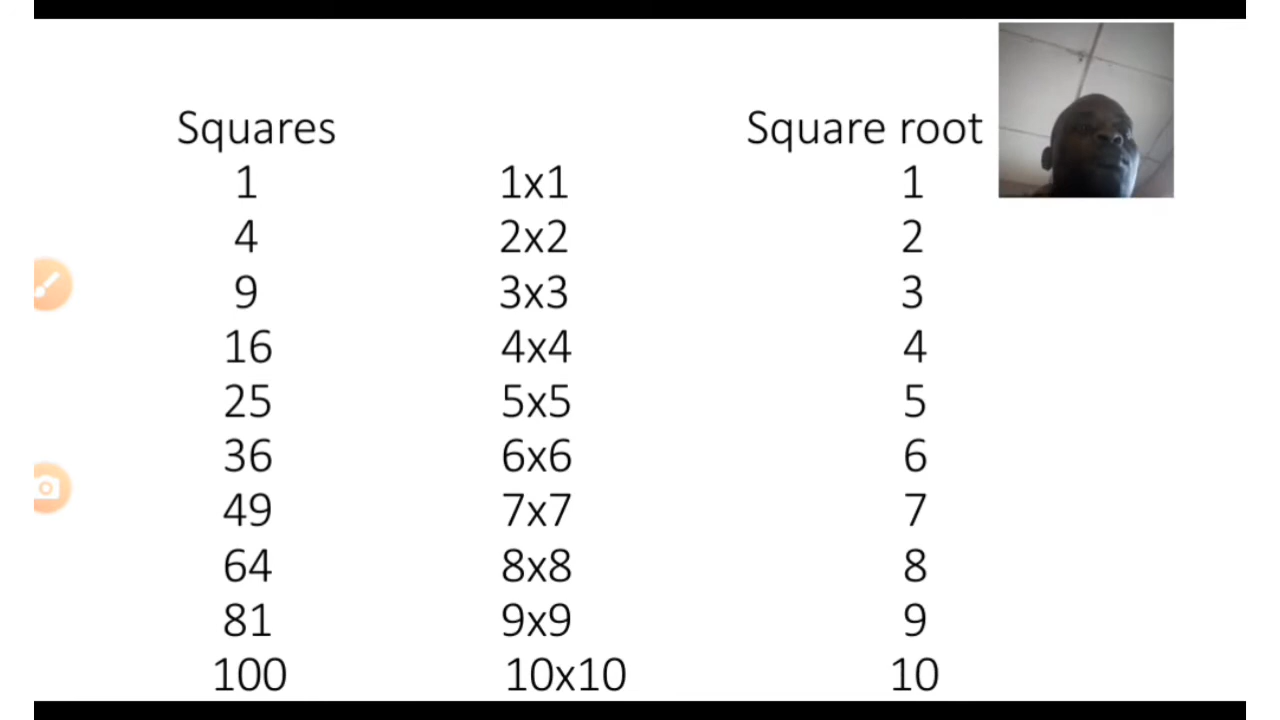 Squares Square root
1 1x1 1
4 2x2 2
9 3x3 3
16 4x4 4
25 5x5 5
36 6x6 6
49 7x7 7
64 8x8 8
81 9x9 9
100 10x10 10